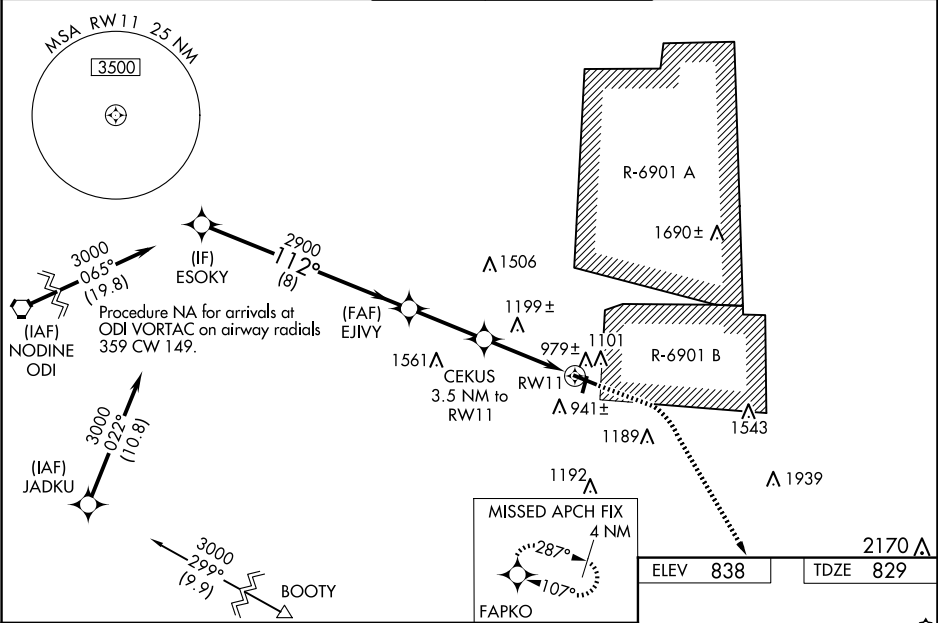 MSA RW11 25 NM
3500
R-6901 A
1690±
3000
065°
(19.8)
(IF)
ESOKY
2900
112°
(8)
1506
(IAF)
NODINE
ODI
Procedure NA for arrivals at
ODI VORTAC on airway radials
359 CW 149.
(FAF)
EJIVY
1199±
1561
CEKUS
3.5 NM to
RW11
979±
1101
RW11
R-6901 B
941±
1189
1543
3000
022°
(10.8)
(IAF)
JADKU
1192
1939
MISSED APCH FIX
4 NM
287°
107°
FAPKO
3000
299°
(9.9)
BOOTY
2170
ELEV 838
TDZE 829